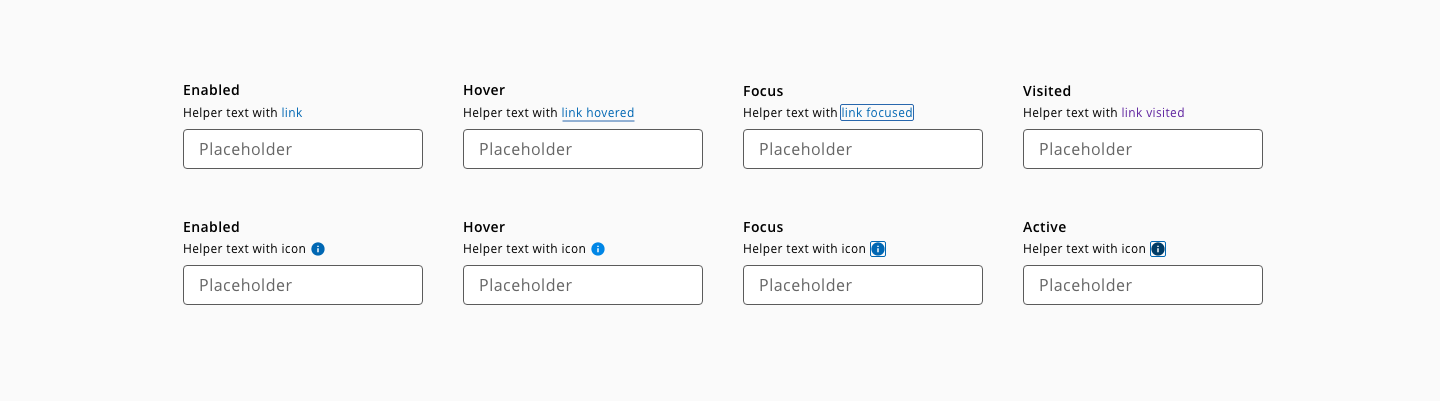 Enabled
Helper text with link
Placeholder
Hover
Helper text with link hovered
Placeholder
Focus
Helper text with link focused
Placeholder
Visited
Helper text with link visited
Placeholder
Enabled
Helper text with icon
Placeholder
Hover
Helper text with icon
Placeholder
Focus
Helper text with icon
Placeholder
Active
Helper text with icon
Placeholder